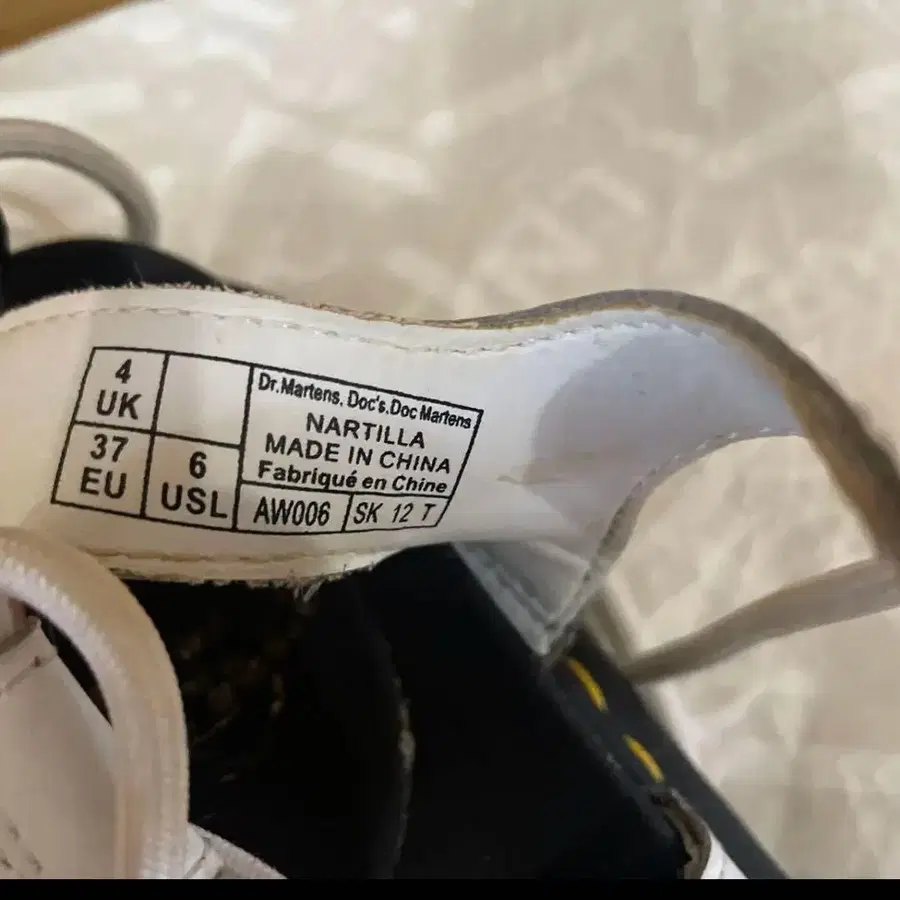 4
UK
37
EU
6
USL
Dr.Martens, Doc's, Doc Martens
NARTILLA
MADE IN CHINA
Fabriqué en Chine
AW006
SK 12 T